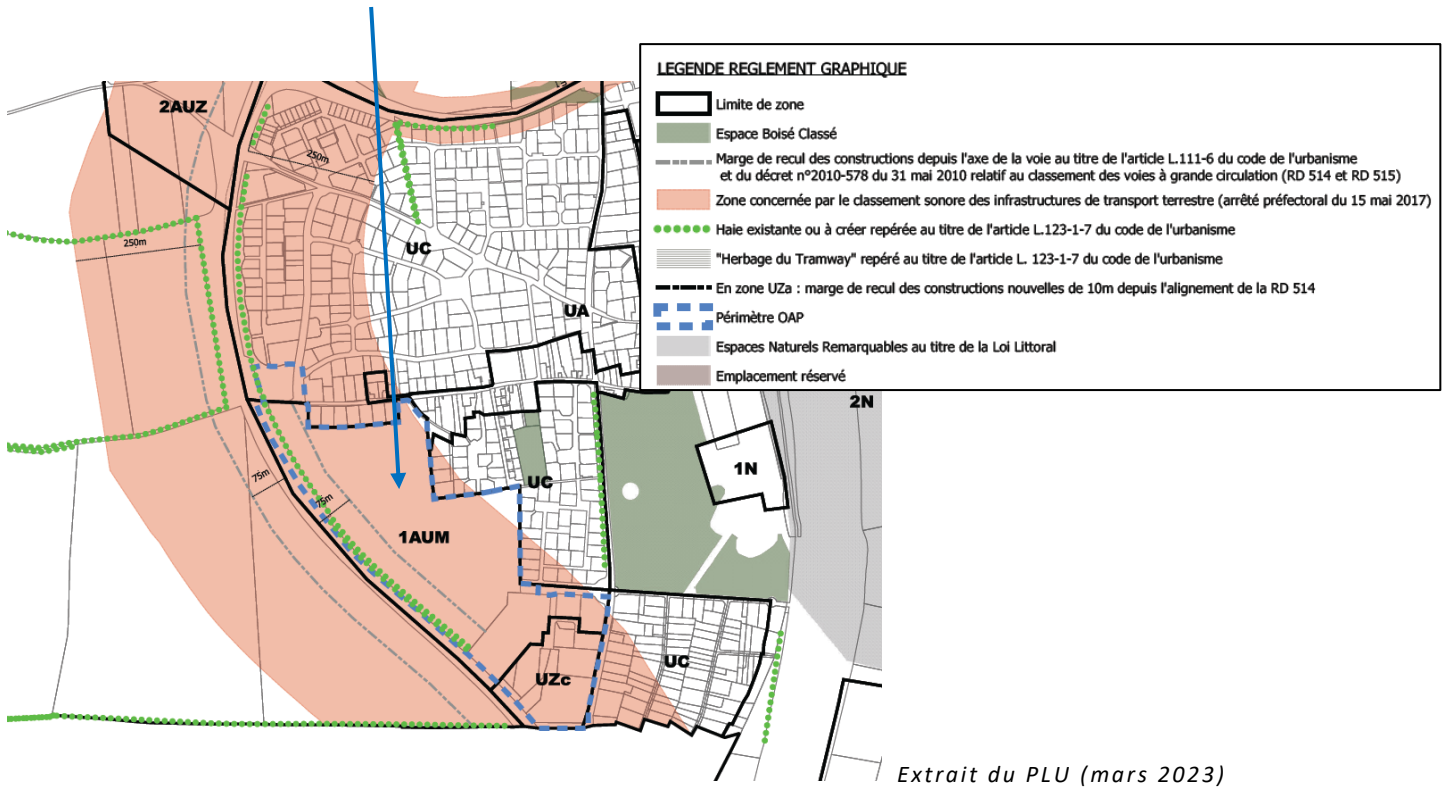 LEGENDE REGLEMENT GRAPHIQUE
Limite de zone
Espace Boisé Classé
Marge de recul des constructions depuis l'axe de la voie au titre de l'article L.111-6 du code de l'urbanisme
et du décret n°2010-578 du 31 mai 2010 relatif au classement des voies à grande circulation (RD 514 et RD 515)
Zone concernée par le classement sonore des infrastructures de transport terrestre (arrêté préfectoral du 15 mai 2017)
Haie existante ou à créer repérée au titre de l'article L.123-1-7 du code de l'urbanisme
"Herbage du Tramway" repéré au titre de l'article L. 123-1-7 du code de l'urbanisme
En zone UZa : marge de recul des constructions nouvelles de 10m depuis l'alignement de la RD 514
Périmètre OAP
Espaces Naturels Remarquables au titre de la Loi Littoral
Emplacement réservé
2AUZ
250m
250m
UC
UA
2N
1N
75m
UC
75m
1AUM
UC
UZc
Extrait du PLU (mars 2023)